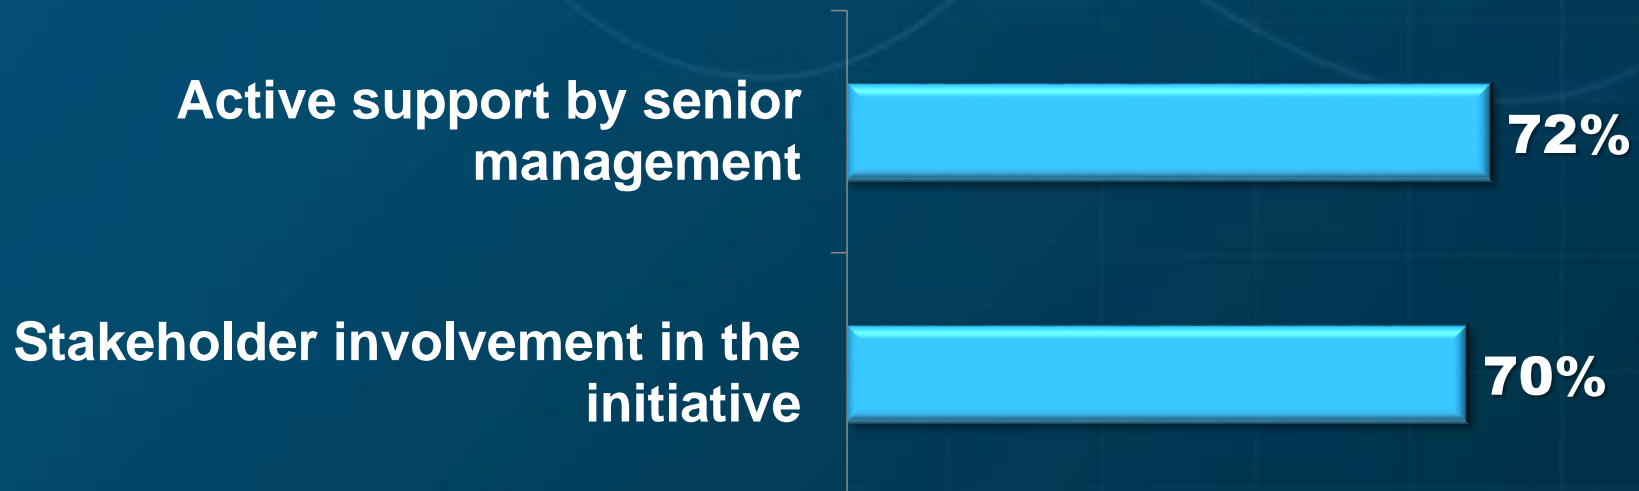 Active support by senior
management
72%
Stakeholder involvement in the
initiative
70%